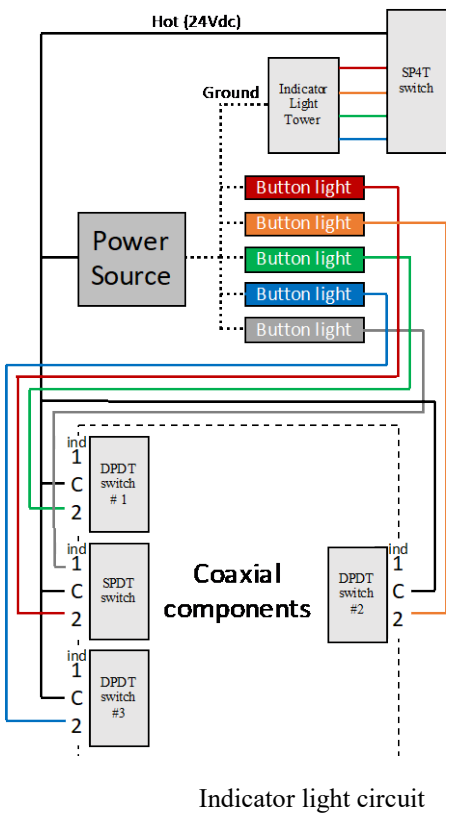 Hot (24Vdc)
SP4T
switch
Indicator
Light
Tower
Ground
Button light
Button light
Button light
Button light
Button light
Power
Source
ind
1
C
2
DPDT
switch
# 1
ind
1
C
2
SPDT
switch
Coaxial
components
DPDT
switch
#2
ind
1
C
2
ind
1
C
2
DPDT
switch
#3
Indicator light circuit